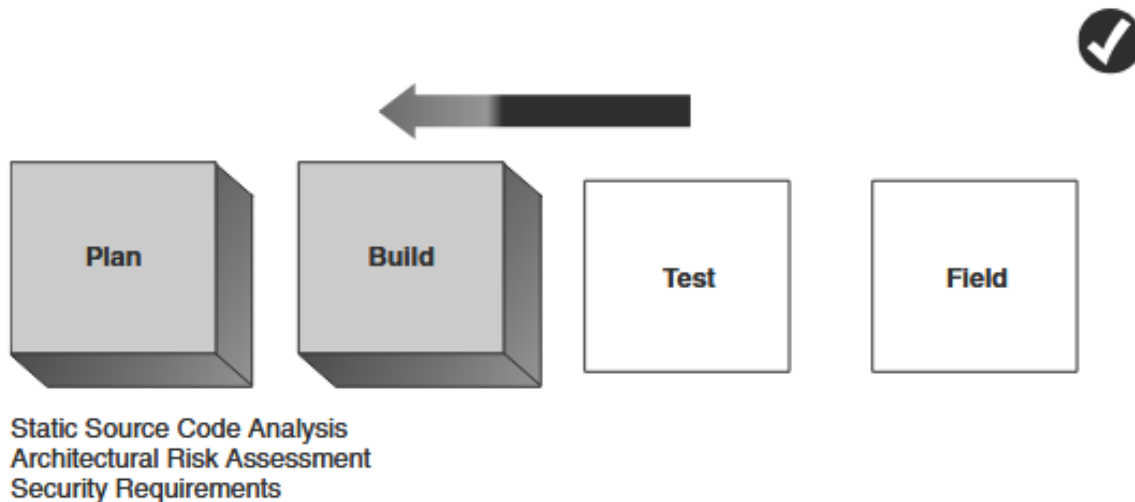 Plan
Build
Test
Field
Static Source Code Analysis
Architectural Risk Assessment
Security Requirements